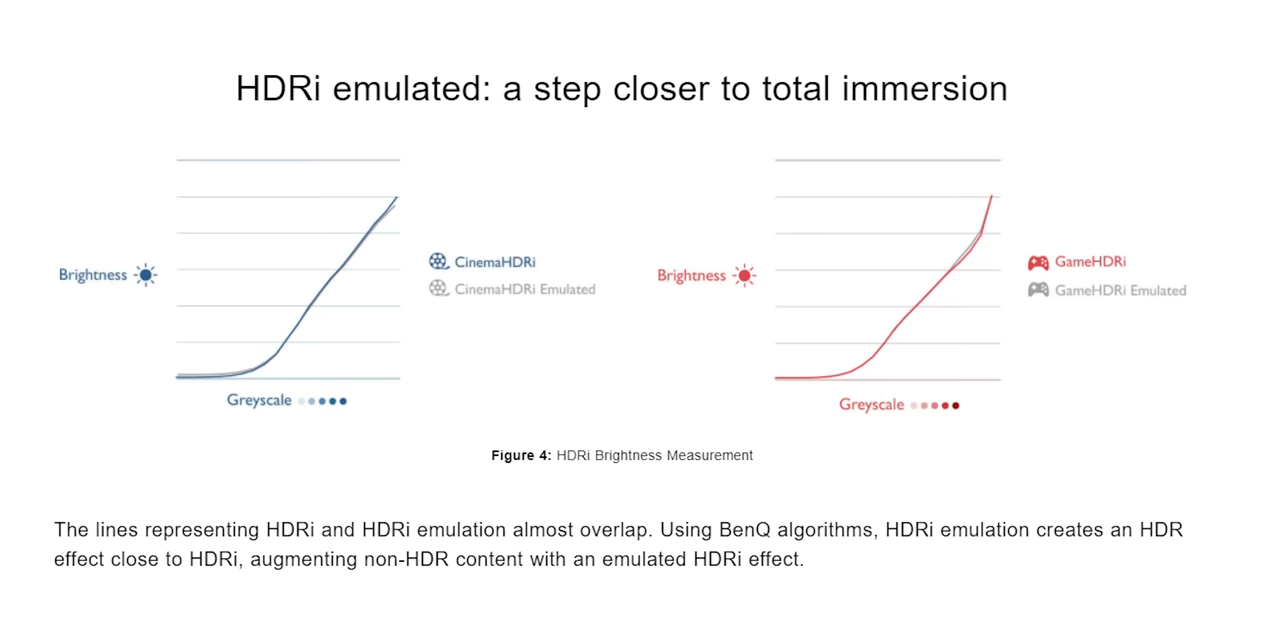 HDRi emulated: a step closer to total immersion
Brightness
CinemaHDRi
CinemaHDRi Emulated
Greyscale
Brightness
GameHDRi
GameHDRi Emulated
Greyscale
Figure 4: HDRi Brightness Measurement
The lines representing HDRi and HDRi emulation almost overlap. Using BenQ algorithms, HDRi emulation creates an HDR
effect close to HDRi, augmenting non-HDR content with an emulated HDRi effect.